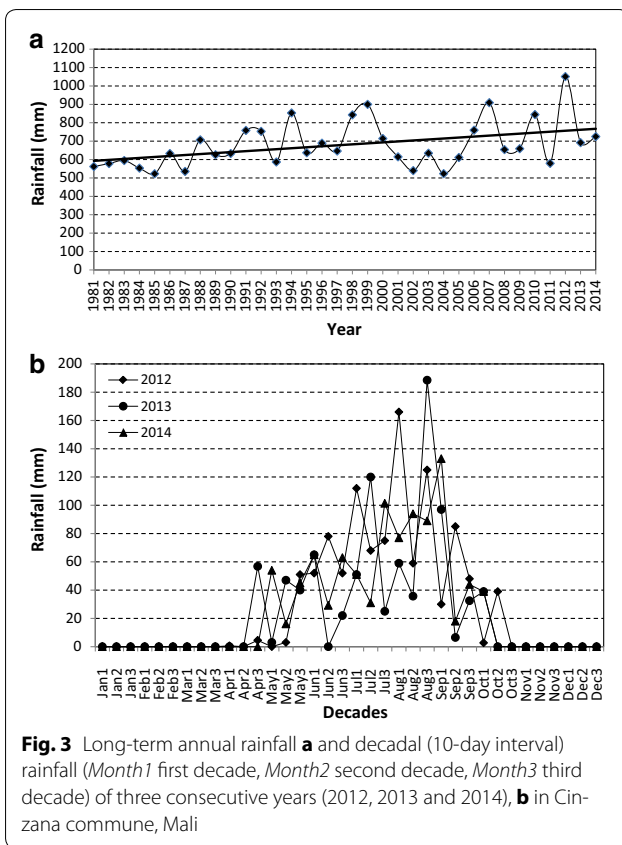 a
1200
1100
1000
900
800
700
600
500
400
300
200
100
0
Rainfall (mm)
1981
1982
1983
1984
1985
1986
1987
1988
1989
1990
1991
1992
1993
1994
1995
1996
1997
1998
1999
2000
2001
2002
2003
2004
2005
2006
2007
2008
2009
2010
2011
2012
2013
2014
Year
b
200
180
160
140
120
100
80
60
40
20
0
Rainfall (mm)
2012
2013
2014
Jan1
Jan2
Jan3
Feb1
Feb2
Feb3
Mar1
Mar2
Mar3
Apr1
Apr2
Apr3
May1
May2
May3
Jun1
Jun2
Jun3
Jul1
Jul2
Jul3
Aug1
Aug2
Aug3
Sep1
Sep2
Sep3
Oct1
Oct2
Oct3
Nov1
Nov2
Nov3
Dec1
Dec2
Dec3
Decades
Fig. 3 Long-term annual rainfall a and decadal (10-day interval)
rainfall (Month1 first decade, Month2 second decade, Month3 third
decade) of three consecutive years (2012, 2013 and 2014), b in Cin-
zana commune, Mali